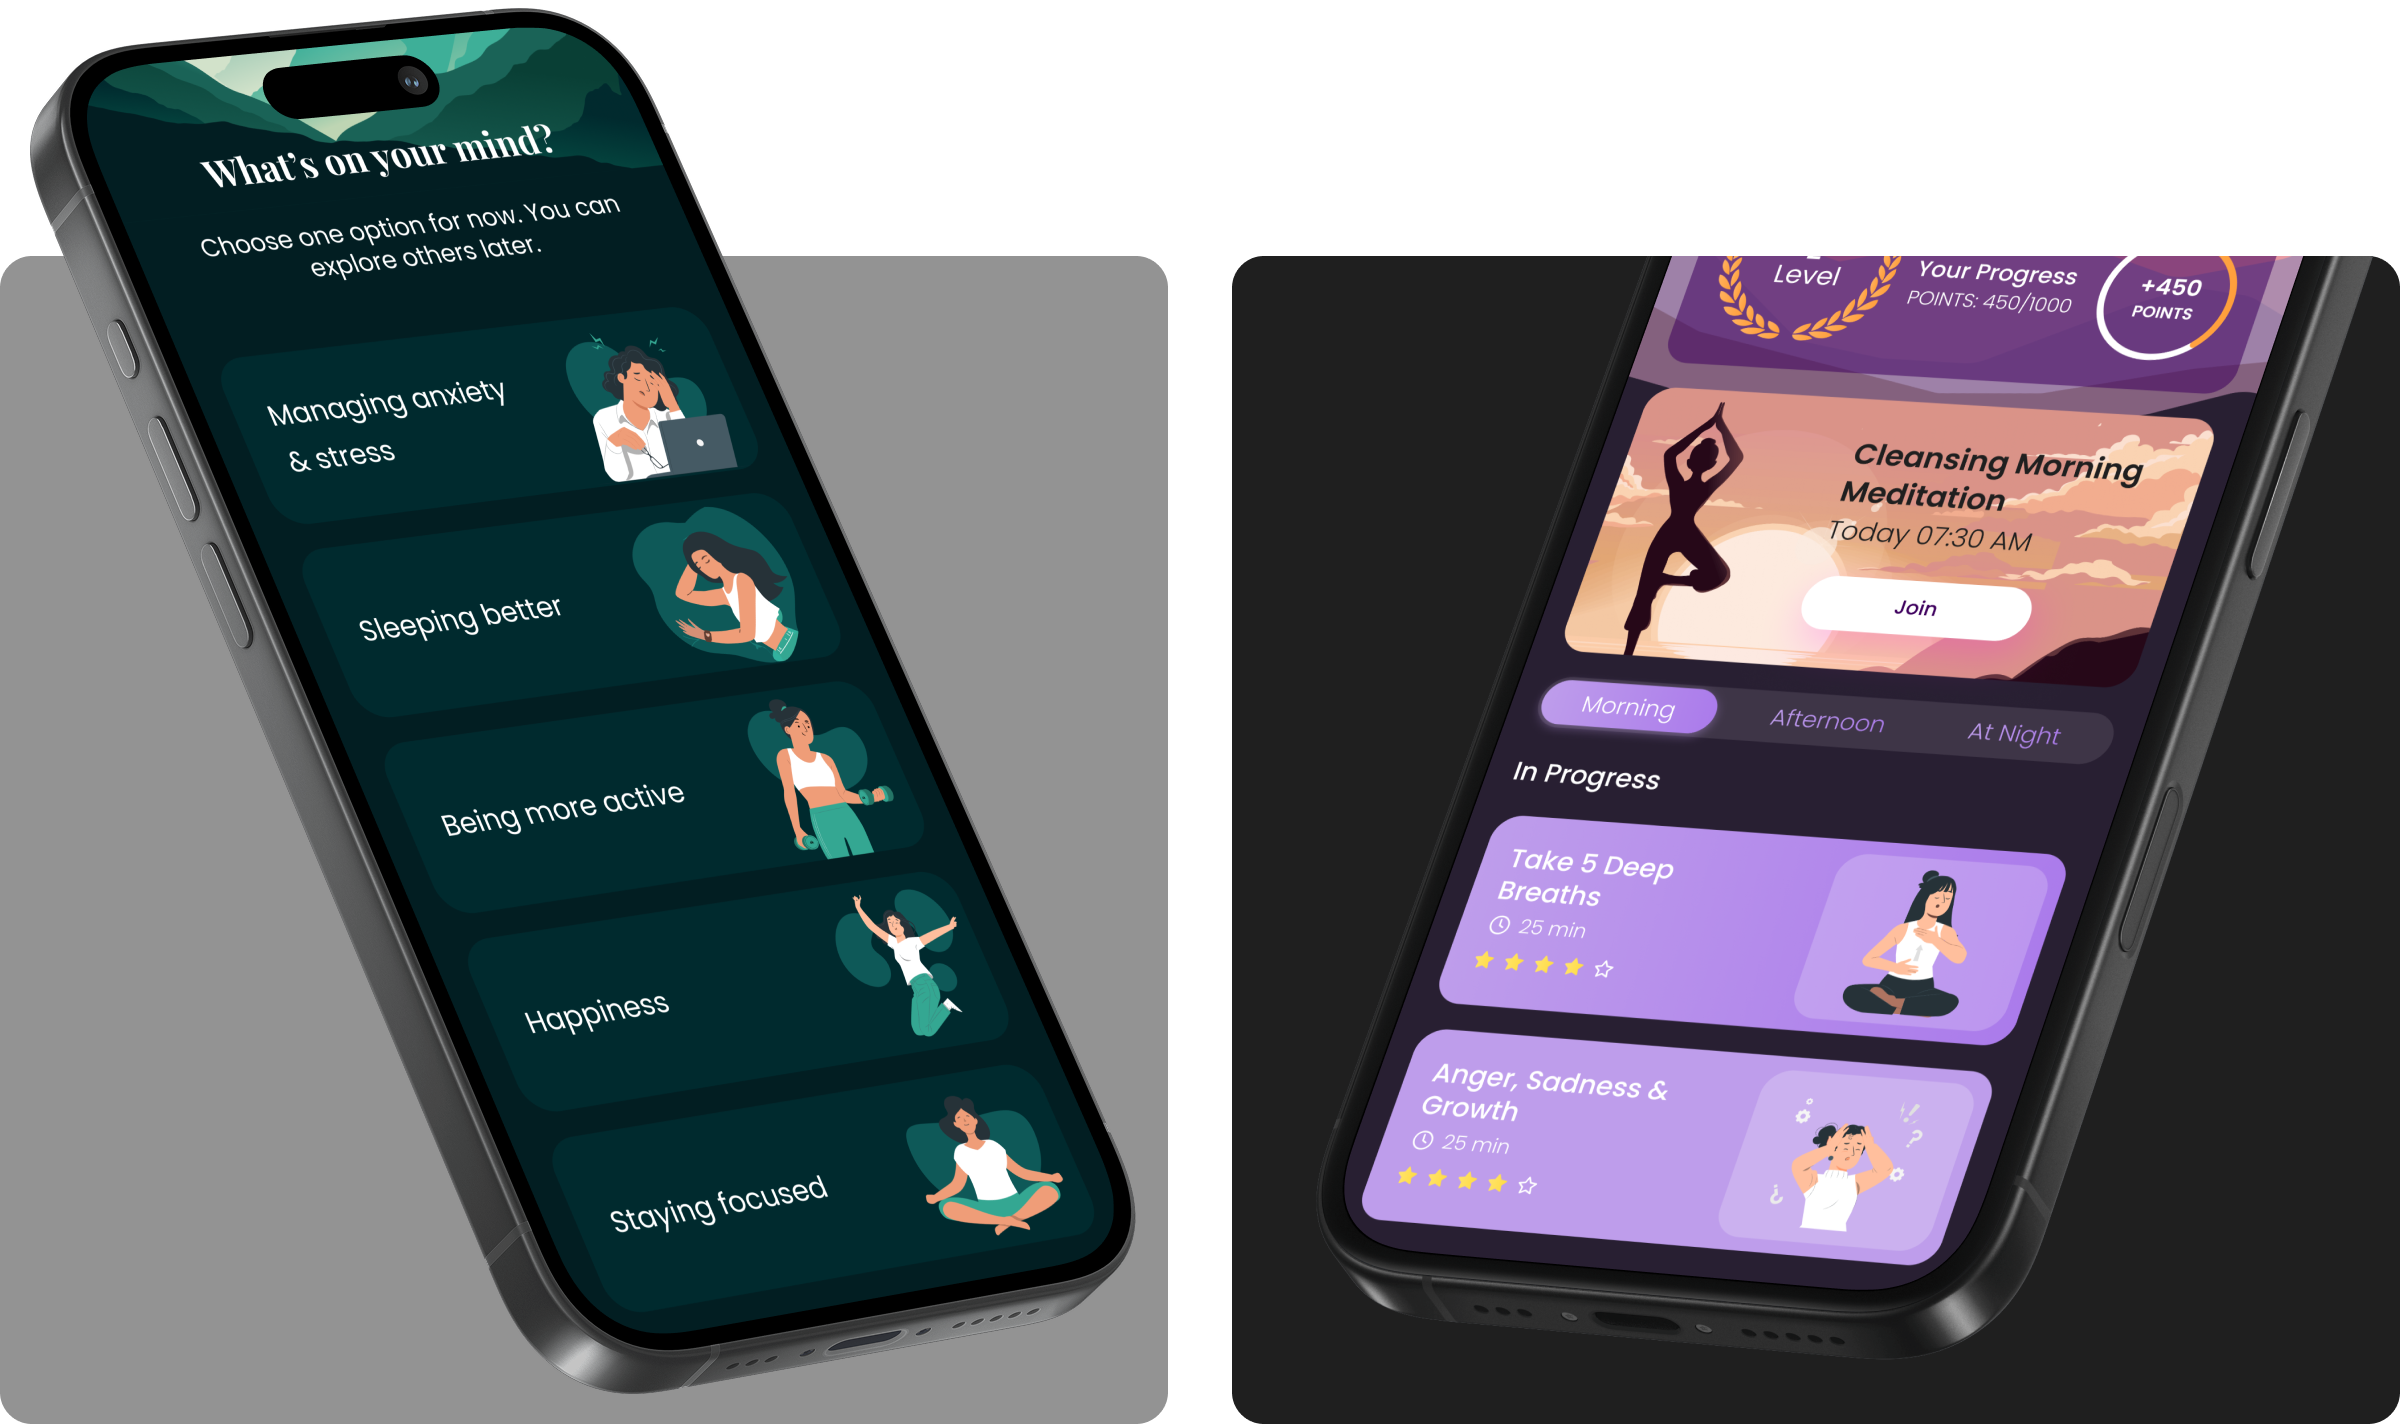 What's on your mind?
Choose one option for now. You can
explore others later.
Managing anxiety
& stress
Sleeping better
Being more active
Happiness
Staying focused
Level
Your Progress
POINTS: 450/1000
+450
POINTS
Cleansing Morning
Meditation
Today 07:30 AM
Join
Morning
Afternoon
At Night
In Progress
Take 5 Deep
Breaths
25 min
Anger, Sadness &
Growth
25 min